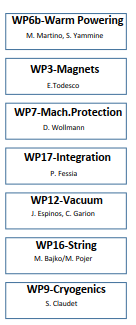 WP6b-Warm Powering
M. Martino, S. Yammine
WP3-Magnets
E.Todesco
WP7-Mach.Protection
D. Wollmann
WP17-Integration
P. Fessia
WP12-Vacuum
J. Espinos, C. Garion
WP16-String
M. Bajko/M. Pojer
WP9-Cryogenics
S. Claudet